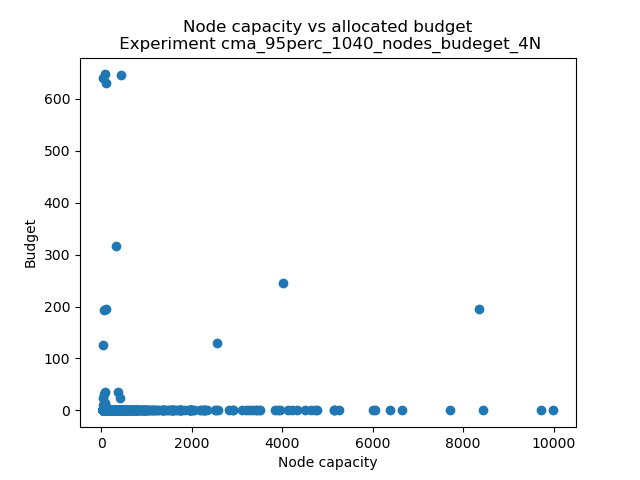 Node capacity vs allocated budget
Experiment cma_95perc_1040_nodes_budeget_4N
600
500
400
300
200
100
0
Budget
0 2000 4000 6000 8000 10000
Node capacity